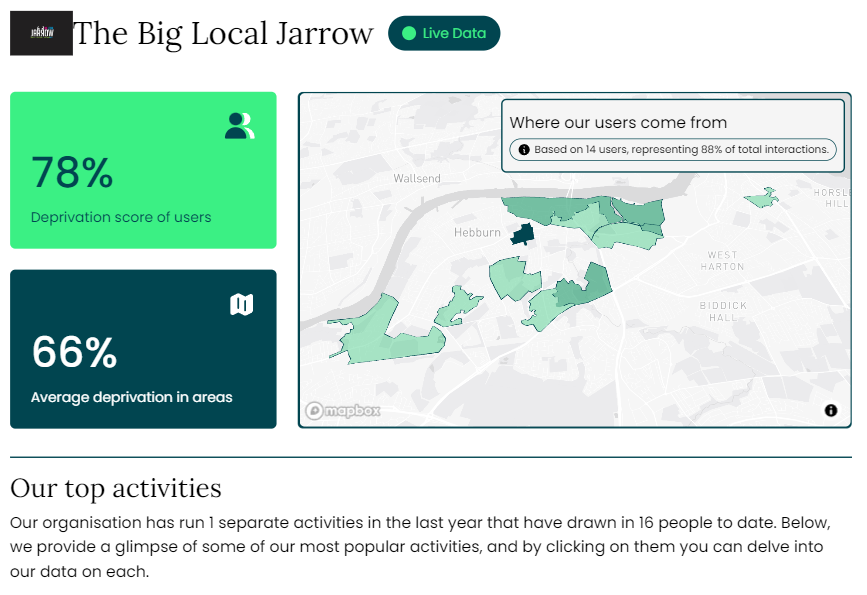 JARROW
The Big Local Jarrow
Live Data
78%
Deprivation score of users
66%
Average deprivation in areas
Where our users come from
Based on 14 users, representing 88% of total interactions.
Wallsend
Hebburn
HORSLE
HILL
WEST
HARTON
BIDDICK
HALL
mapbox
Our top activities
Our organisation has run 1 separate activities in the last year that have drawn in 16 people to date. Below,
we provide a glimpse of some of our most popular activities, and by clicking on them you can delve into
our data on each.